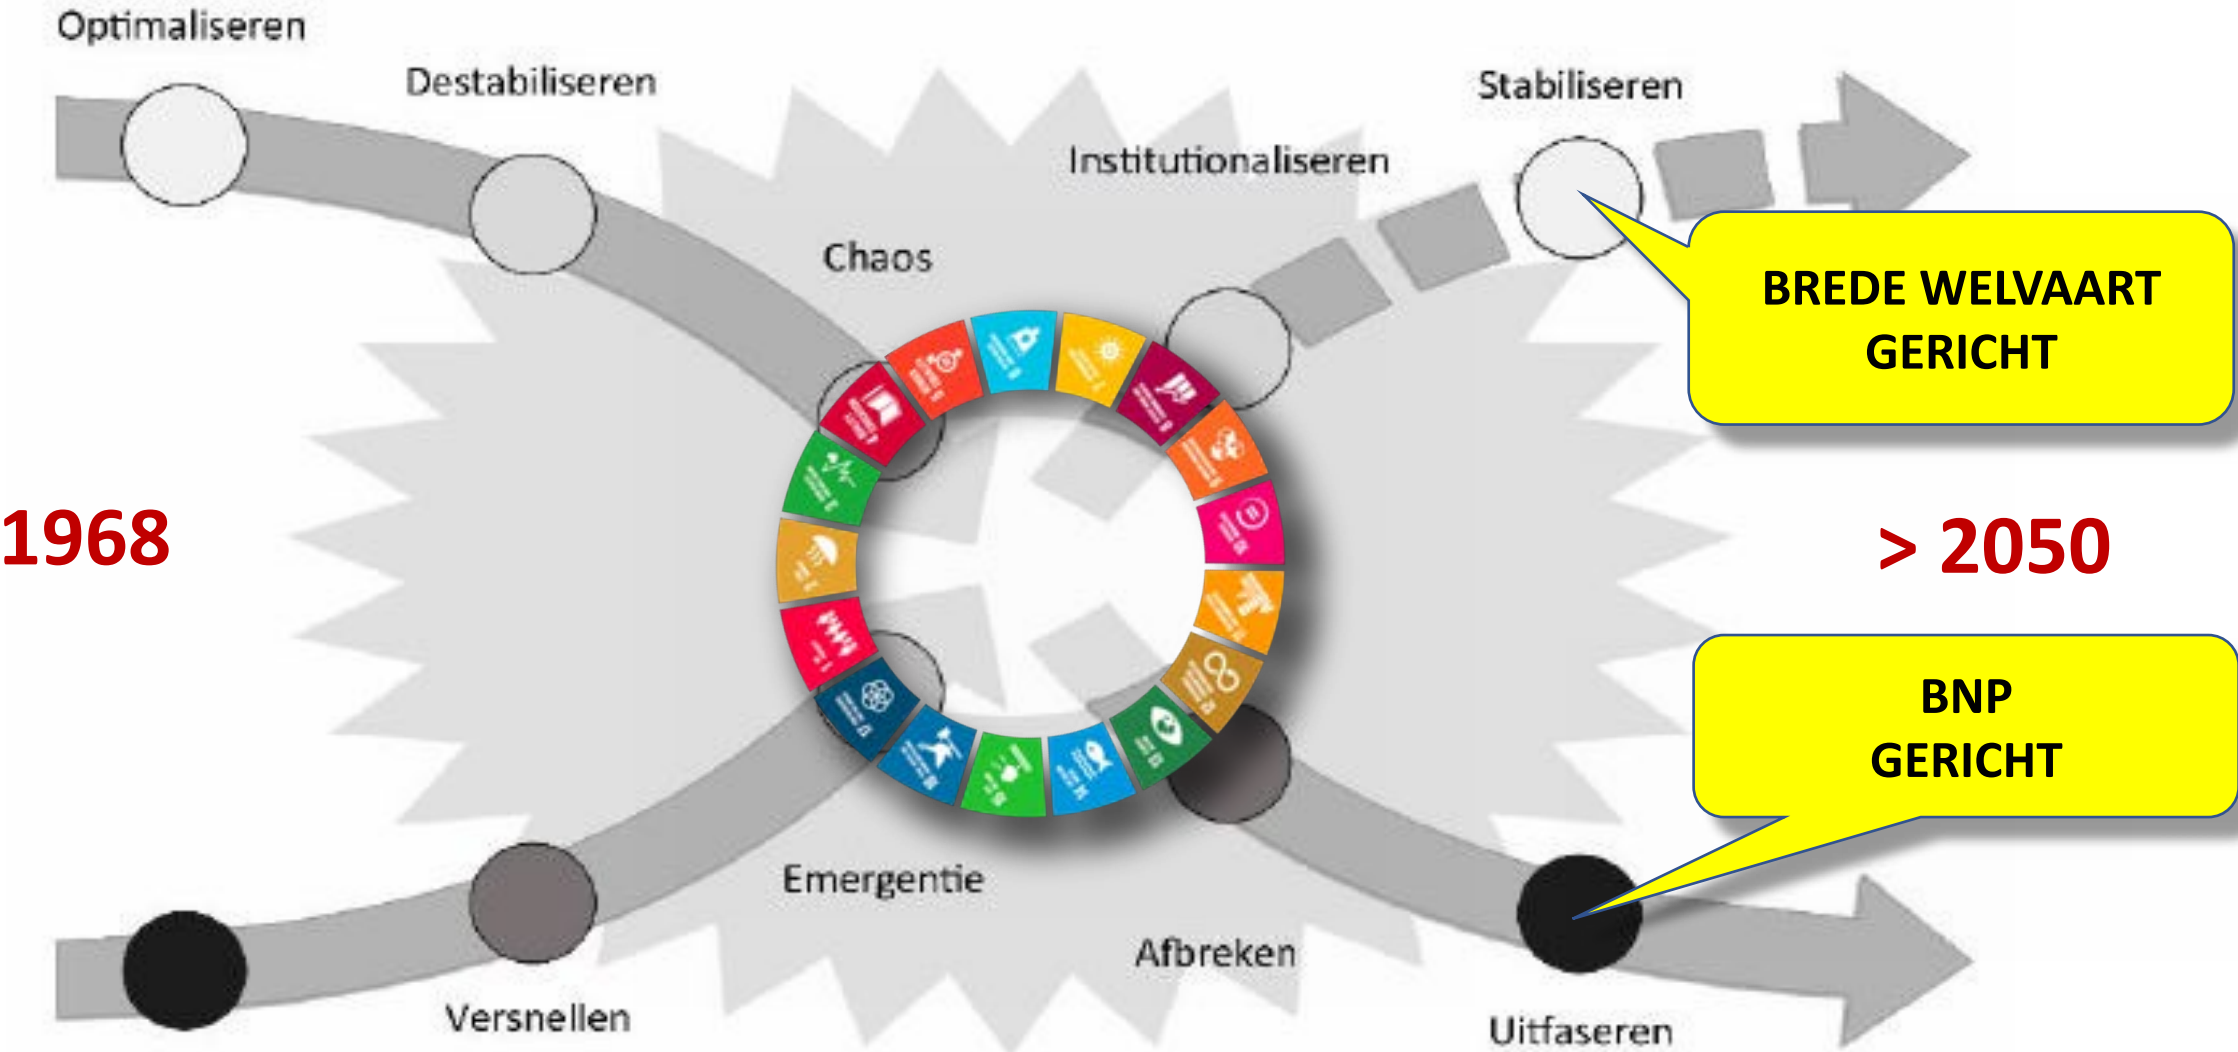 Optimaliseren
Destabiliseren
Stabiliseren
Institutionaliseren
Chaos
BREDE WELVAART
GERICHT
1968
> 2050
BNP
GERICHT
Emergentie
Afbreken
Versnellen
Uitfaseren